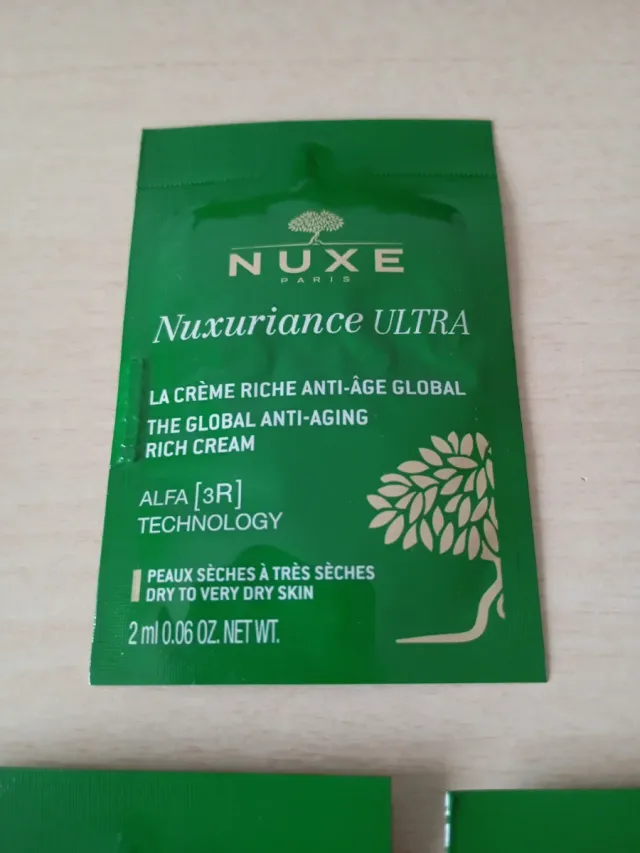 NUXE
PARIS
Nuxuriance ULTRA
LA CRÈME RICHE ANTI-ÂGE GLOBAL
THE GLOBAL ANTI-AGING
RICH CREAM
ALFA [3R]
TECHNOLOGY
PEAUX SÈCHES À TRÈS SÈCHES
DRY TO VERY DRY SKIN
2 ml 0.06 OZ. NET WT.